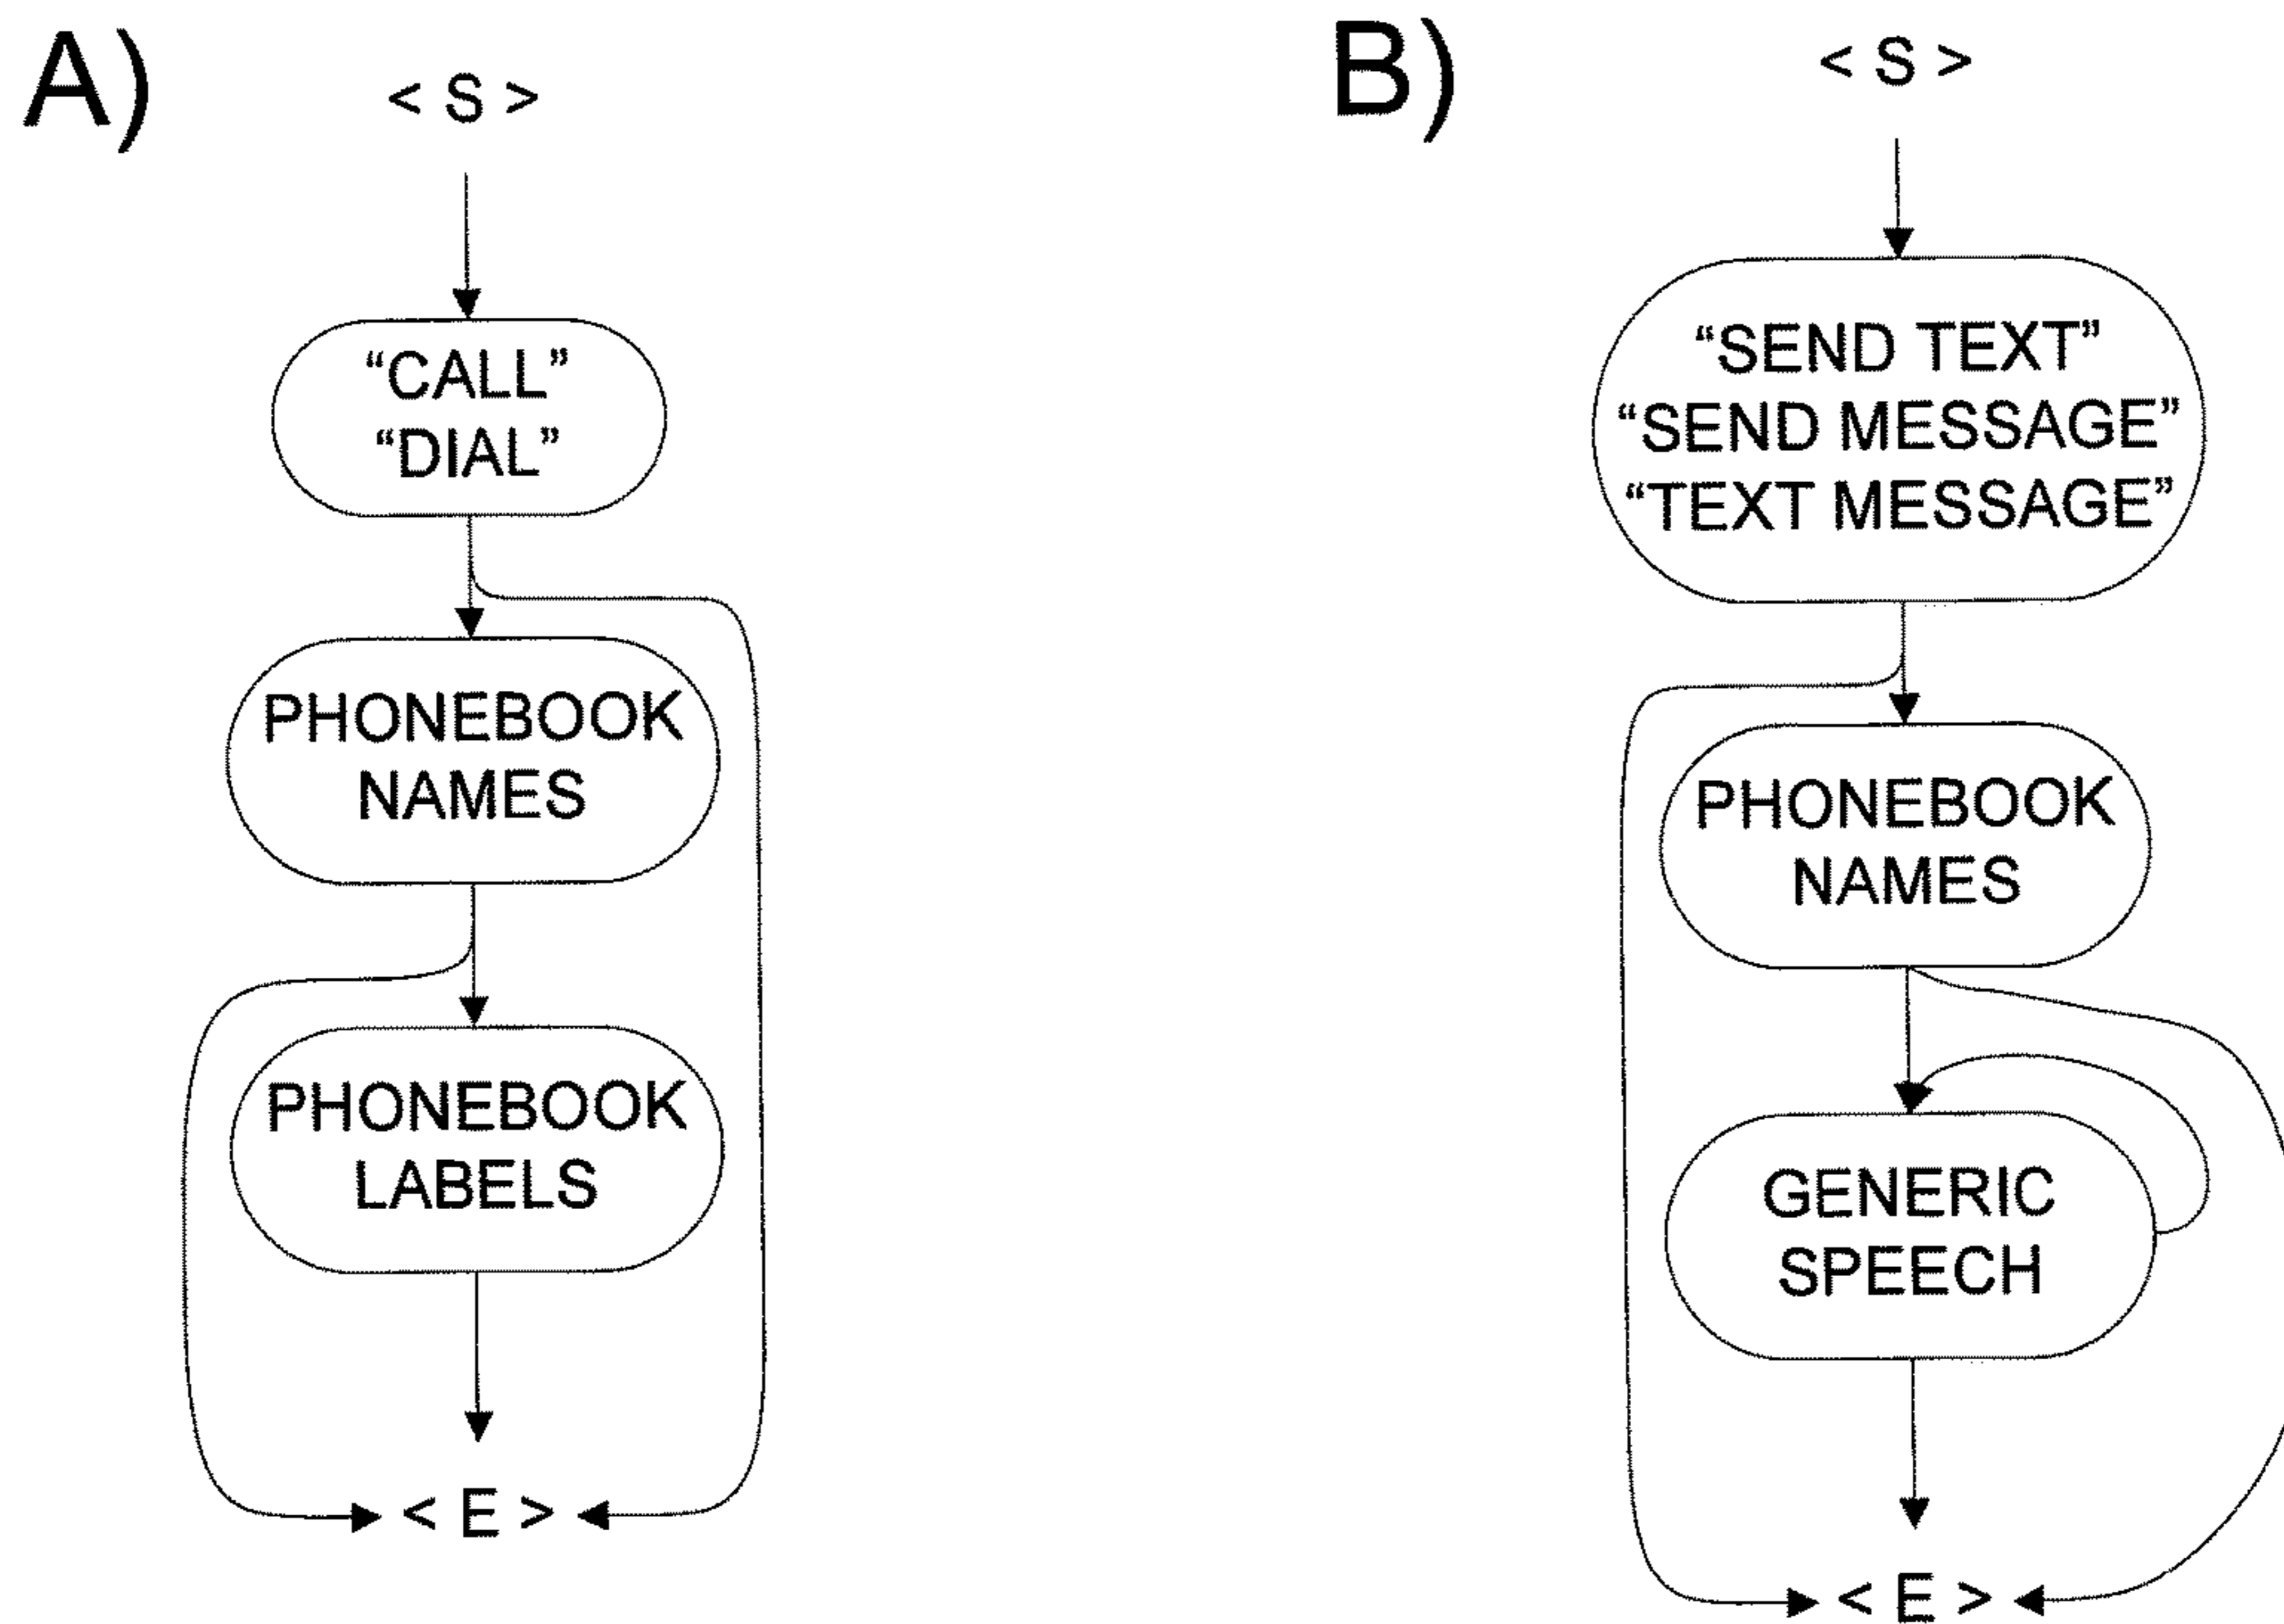 A)
< S >
“CALL”
“DIAL”
PHONEBOOK
NAMES
PHONEBOOK
LABELS
< E >
B)
< S >
“SEND TEXT”
“SEND MESSAGE”
“TEXT MESSAGE”
PHONEBOOK
NAMES
GENERIC
SPEECH
< E >